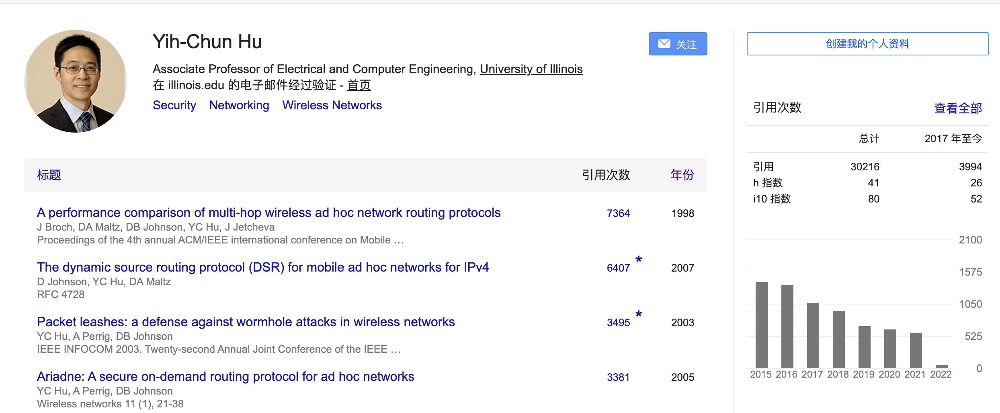 Yih-Chun Hu
关注
Associate Professor of Electrical and Computer Engineering, University of Illinois
在 illinois.edu 的电子邮件经过验证 - 首页
Security Networking Wireless Networks
标题 引用次数 年份
A performance comparison of multi-hop wireless ad hoc network routing protocols 7364 1998
J Broch, DA Maltz, DB Johnson, YC Hu, J Jetcheva
Proceedings of the 4th annual ACM/IEEE international conference on Mobile …
The dynamic source routing protocol (DSR) for mobile ad hoc networks for IPv4 6407 * 2007
D Johnson, YC Hu, DA Maltz
RFC 4728
Packet leashes: a defense against wormhole attacks in wireless networks 3495 * 2003
YC Hu, A Perrig, DB Johnson
IEEE INFOCOM 2003. Twenty-second Annual Joint Conference of the IEEE …
Ariadne: A secure on-demand routing protocol for ad hoc networks 3381 2005
YC Hu, A Perrig, DB Johnson
Wireless networks 11 (1), 21-38
创建我的个人资料
引用次数 查看全部
总计 2017 年至今
引用 30216 3994
h 指数 41 26
i10 指数 80 52
2100
1575
1050
525
0
2015 2016 2017 2018 2019 2020 2021 2022